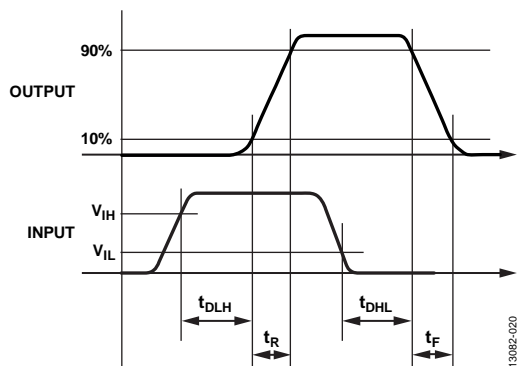 90%
OUTPUT
10%
VIH
INPUT
VIL
tDLH
tDHL
tR
tF
13082-020